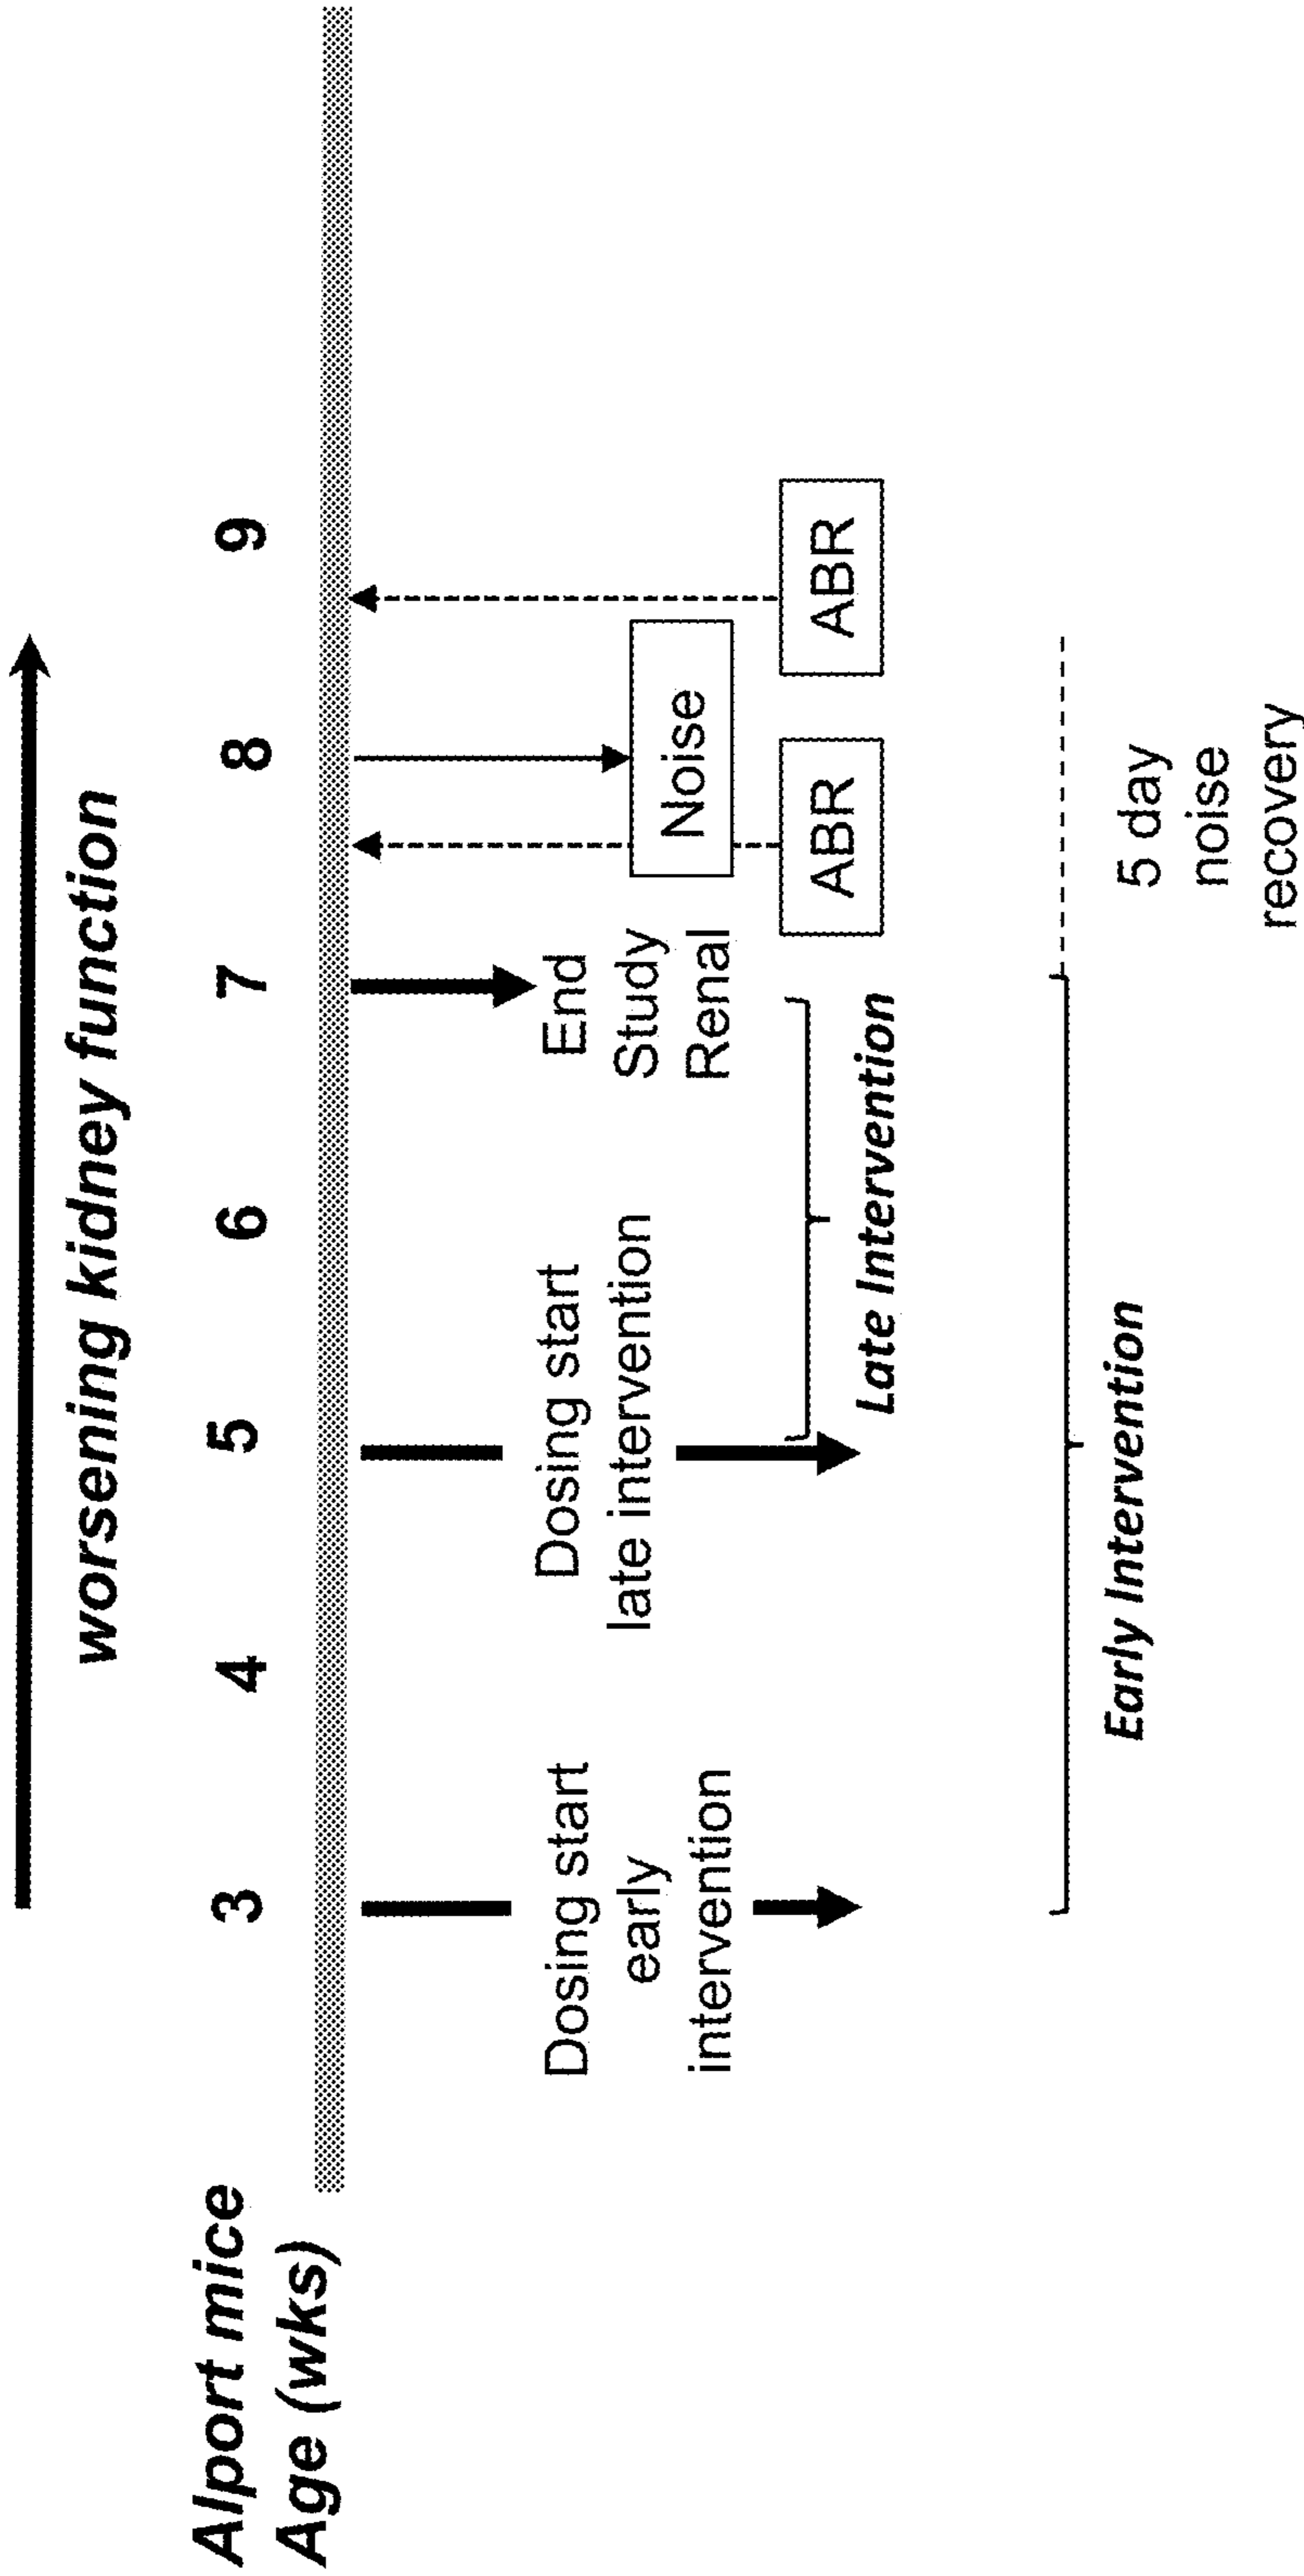 worsening kidney function
Alport mice
Age (wks)
3
4
5
6
7
8
9
Dosing start
early
intervention
Dosing start
late intervention
End
Study
Renal
Noise
ABR
ABR
Late Intervention
Early Intervention
5 day
noise
recovery